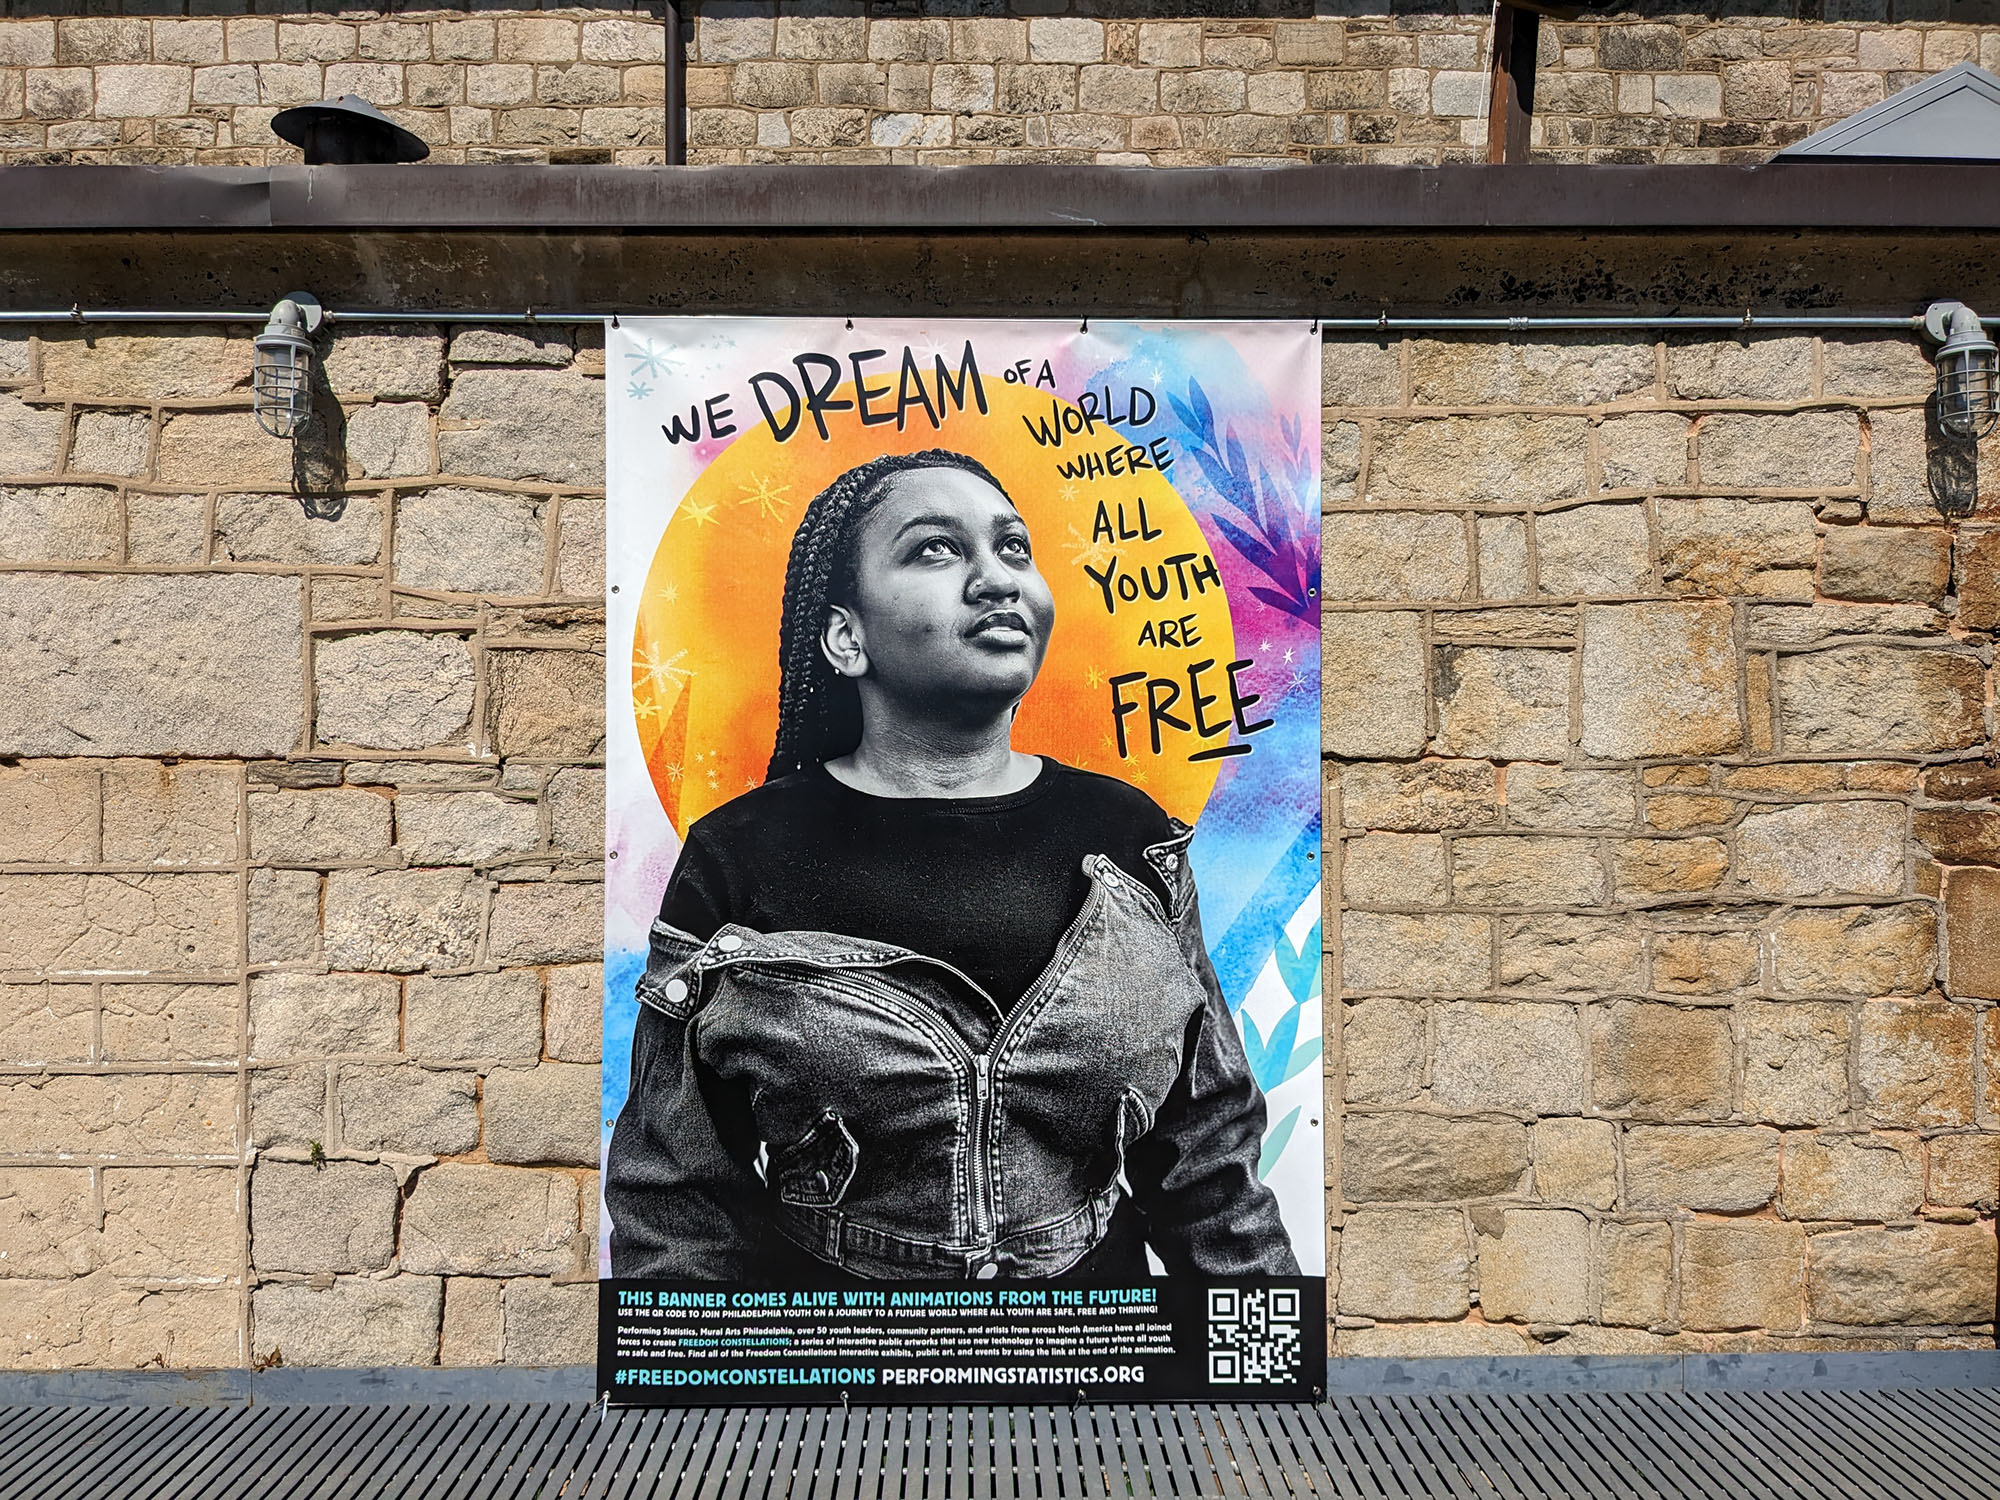 WE DREAM OF A
WORLD
WHERE
ALL
YOUTH
ARE
FREE
THIS BANNER COMES ALIVE WITH ANIMATIONS FROM THE FUTURE!
USE THE QR CODE TO JOIN PHILADELPHIA YOUTH ON A JOURNEY TO A FUTURE WORLD WHERE ALL YOUTH ARE SAFE, FREE AND THRIVING!
Performing Statistics, Mural Arts Philadelphia, over 50 youth leaders, community partners, and artists from across North America have all joined
forces to create FREEDOM CONSTELLATIONS: a series of interactive public artworks that use new technology to imagine a future where all youth
are safe and free. Find all of the Freedom Constellations interactive exhibits, public art, and events by using the link at the end of the animation.
#FREEDOMCONSTELLATIONS PERFORMINGSTATISTICS.ORG